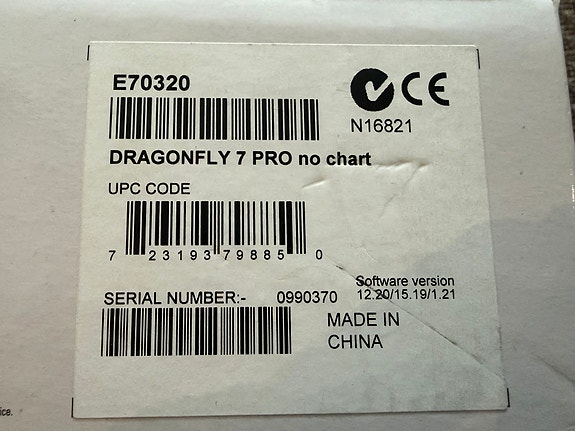 E70320
CE
N16821
DRAGONFLY 7 PRO no chart
UPC CODE
7 23193 79885 0
Software version
12.20/15.19/1.21
SERIAL NUMBER:- 0990370
MADE IN
CHINA
ice.